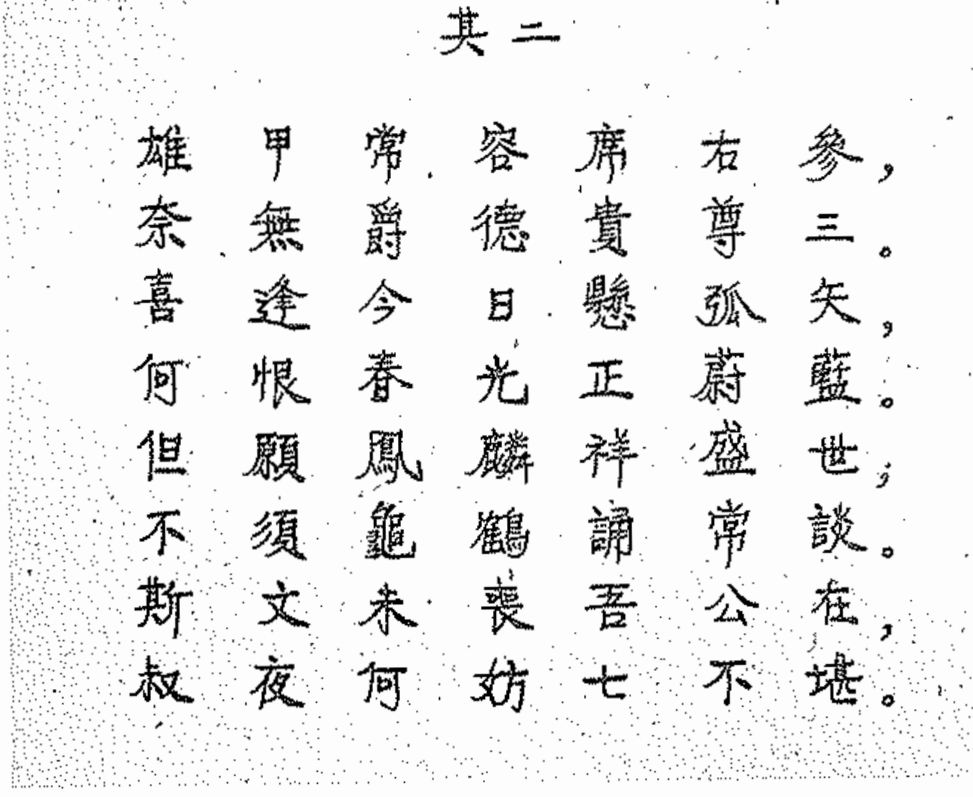 其二
雄甲常容席右參，
奈無爵德貴尊三。
喜逢今日懸弧矢，
何恨春光正蔚藍。
但願鳳麟祥盛世；
不須龜鶴誦常談。
斯文未喪吾公在，
叔夜何妨七不堪。